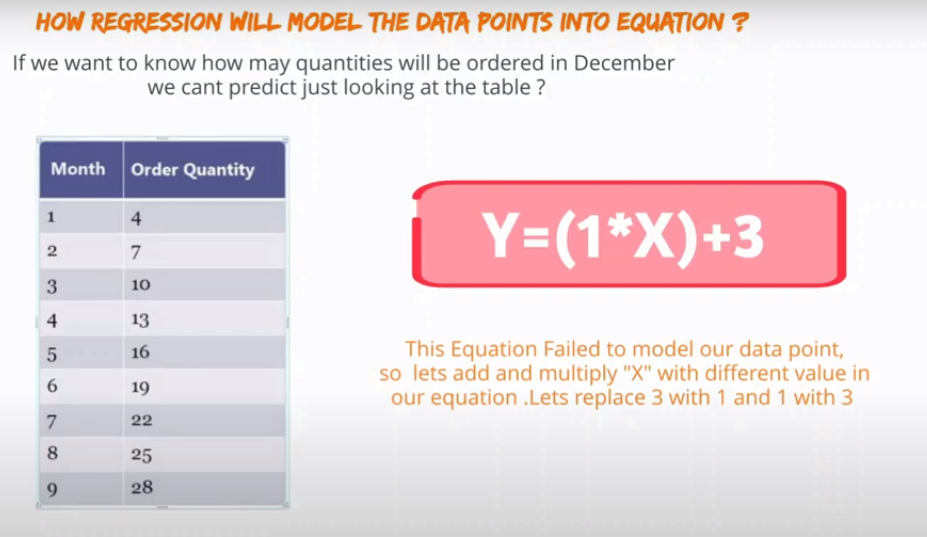 HOW REGRESSION WILL MODEL THE DATA POINTS INTO EQUATION ?
If we want to know how may quantities will be ordered in December
we cant predict just looking at the table ?
Month Order Quantity
1 4
2 7
3 10
4 13
5 16
6 19
7 22
8 25
9 28
Y=(1*X)+3
This Equation Failed to model our data point,
so lets add and multiply "X" with different value in
our equation .Lets replace 3 with 1 and 1 with 3